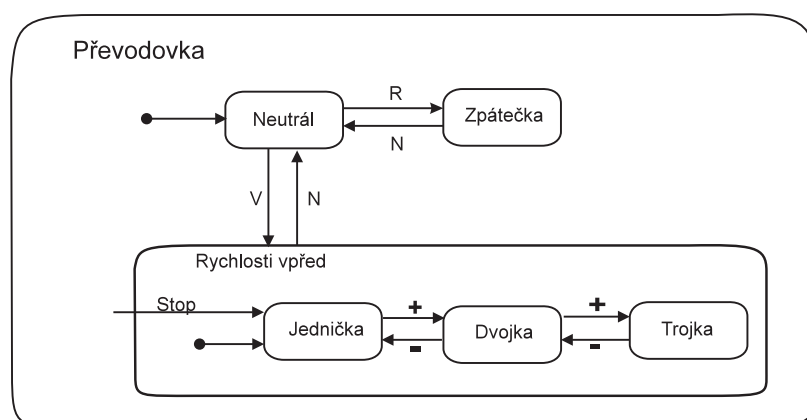 Převodovka
R
Neutrál
Zpátečka
N
V
N
Rychlosti vpřed
Stop
+
+
Jednička
Dvojka
Trojka
-
-